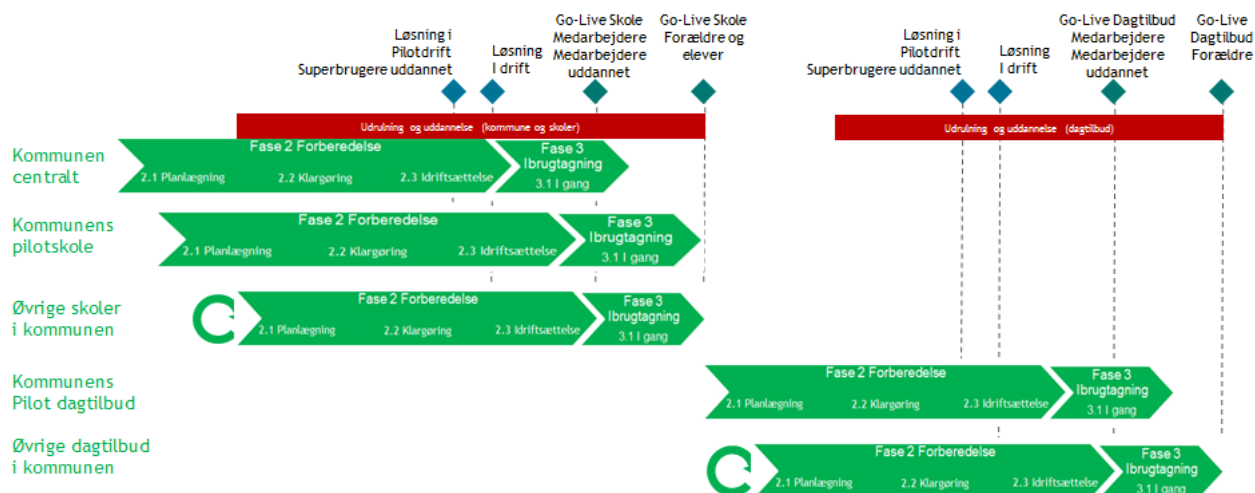 Løsning i
Pilotdrift
Superbrugere uddannet
Løsning
I drift
Go-Live Skole
Medarbejdere
Medarbejdere
uddannet
Go-Live Skole
Forældre og
elever
Løsning i
Pilotdrift
Superbrugere uddannet
Løsning
I drift
Go-Live Dagtilbud
Medarbejdere
Medarbejdere
uddannet
Go-Live
Dagtilbud
Forældre
Udrulning og uddannelse (kommune og skoler)
Udrulning og uddannelse (dagtilbud)
Kommunen
centralt
Fase 2 Forberedelse
2.1 Planlægning
2.2 Klargøring
2.3 Idriftsættelse
Fase 3
Ibrugtagning
3.1 I gang
Kommunens
pilotskole
Fase 2 Forberedelse
2.1 Planlægning
2.2 Klargøring
2.3 Idriftsættelse
Fase 3
Ibrugtagning
3.1 I gang
Øvrige skoler
i kommunen
Fase 2 Forberedelse
2.1 Planlægning
2.2 Klargøring
2.3 Idriftsættelse
Fase 3
Ibrugtagning
3.1 I gang
Kommunens
Pilot dagtilbud
Fase 2 Forberedelse
2.1 Planlægning
2.2 Klargøring
2.3 Idriftsættelse
Fase 3
Ibrugtagning
3.1 I gang
Øvrige dagtilbud
i kommunen
Fase 2 Forberedelse
2.1 Planlægning
2.2 Klargøring
2.3 Idriftsættelse
Fase 3
Ibrugtagning
3.1 I gang